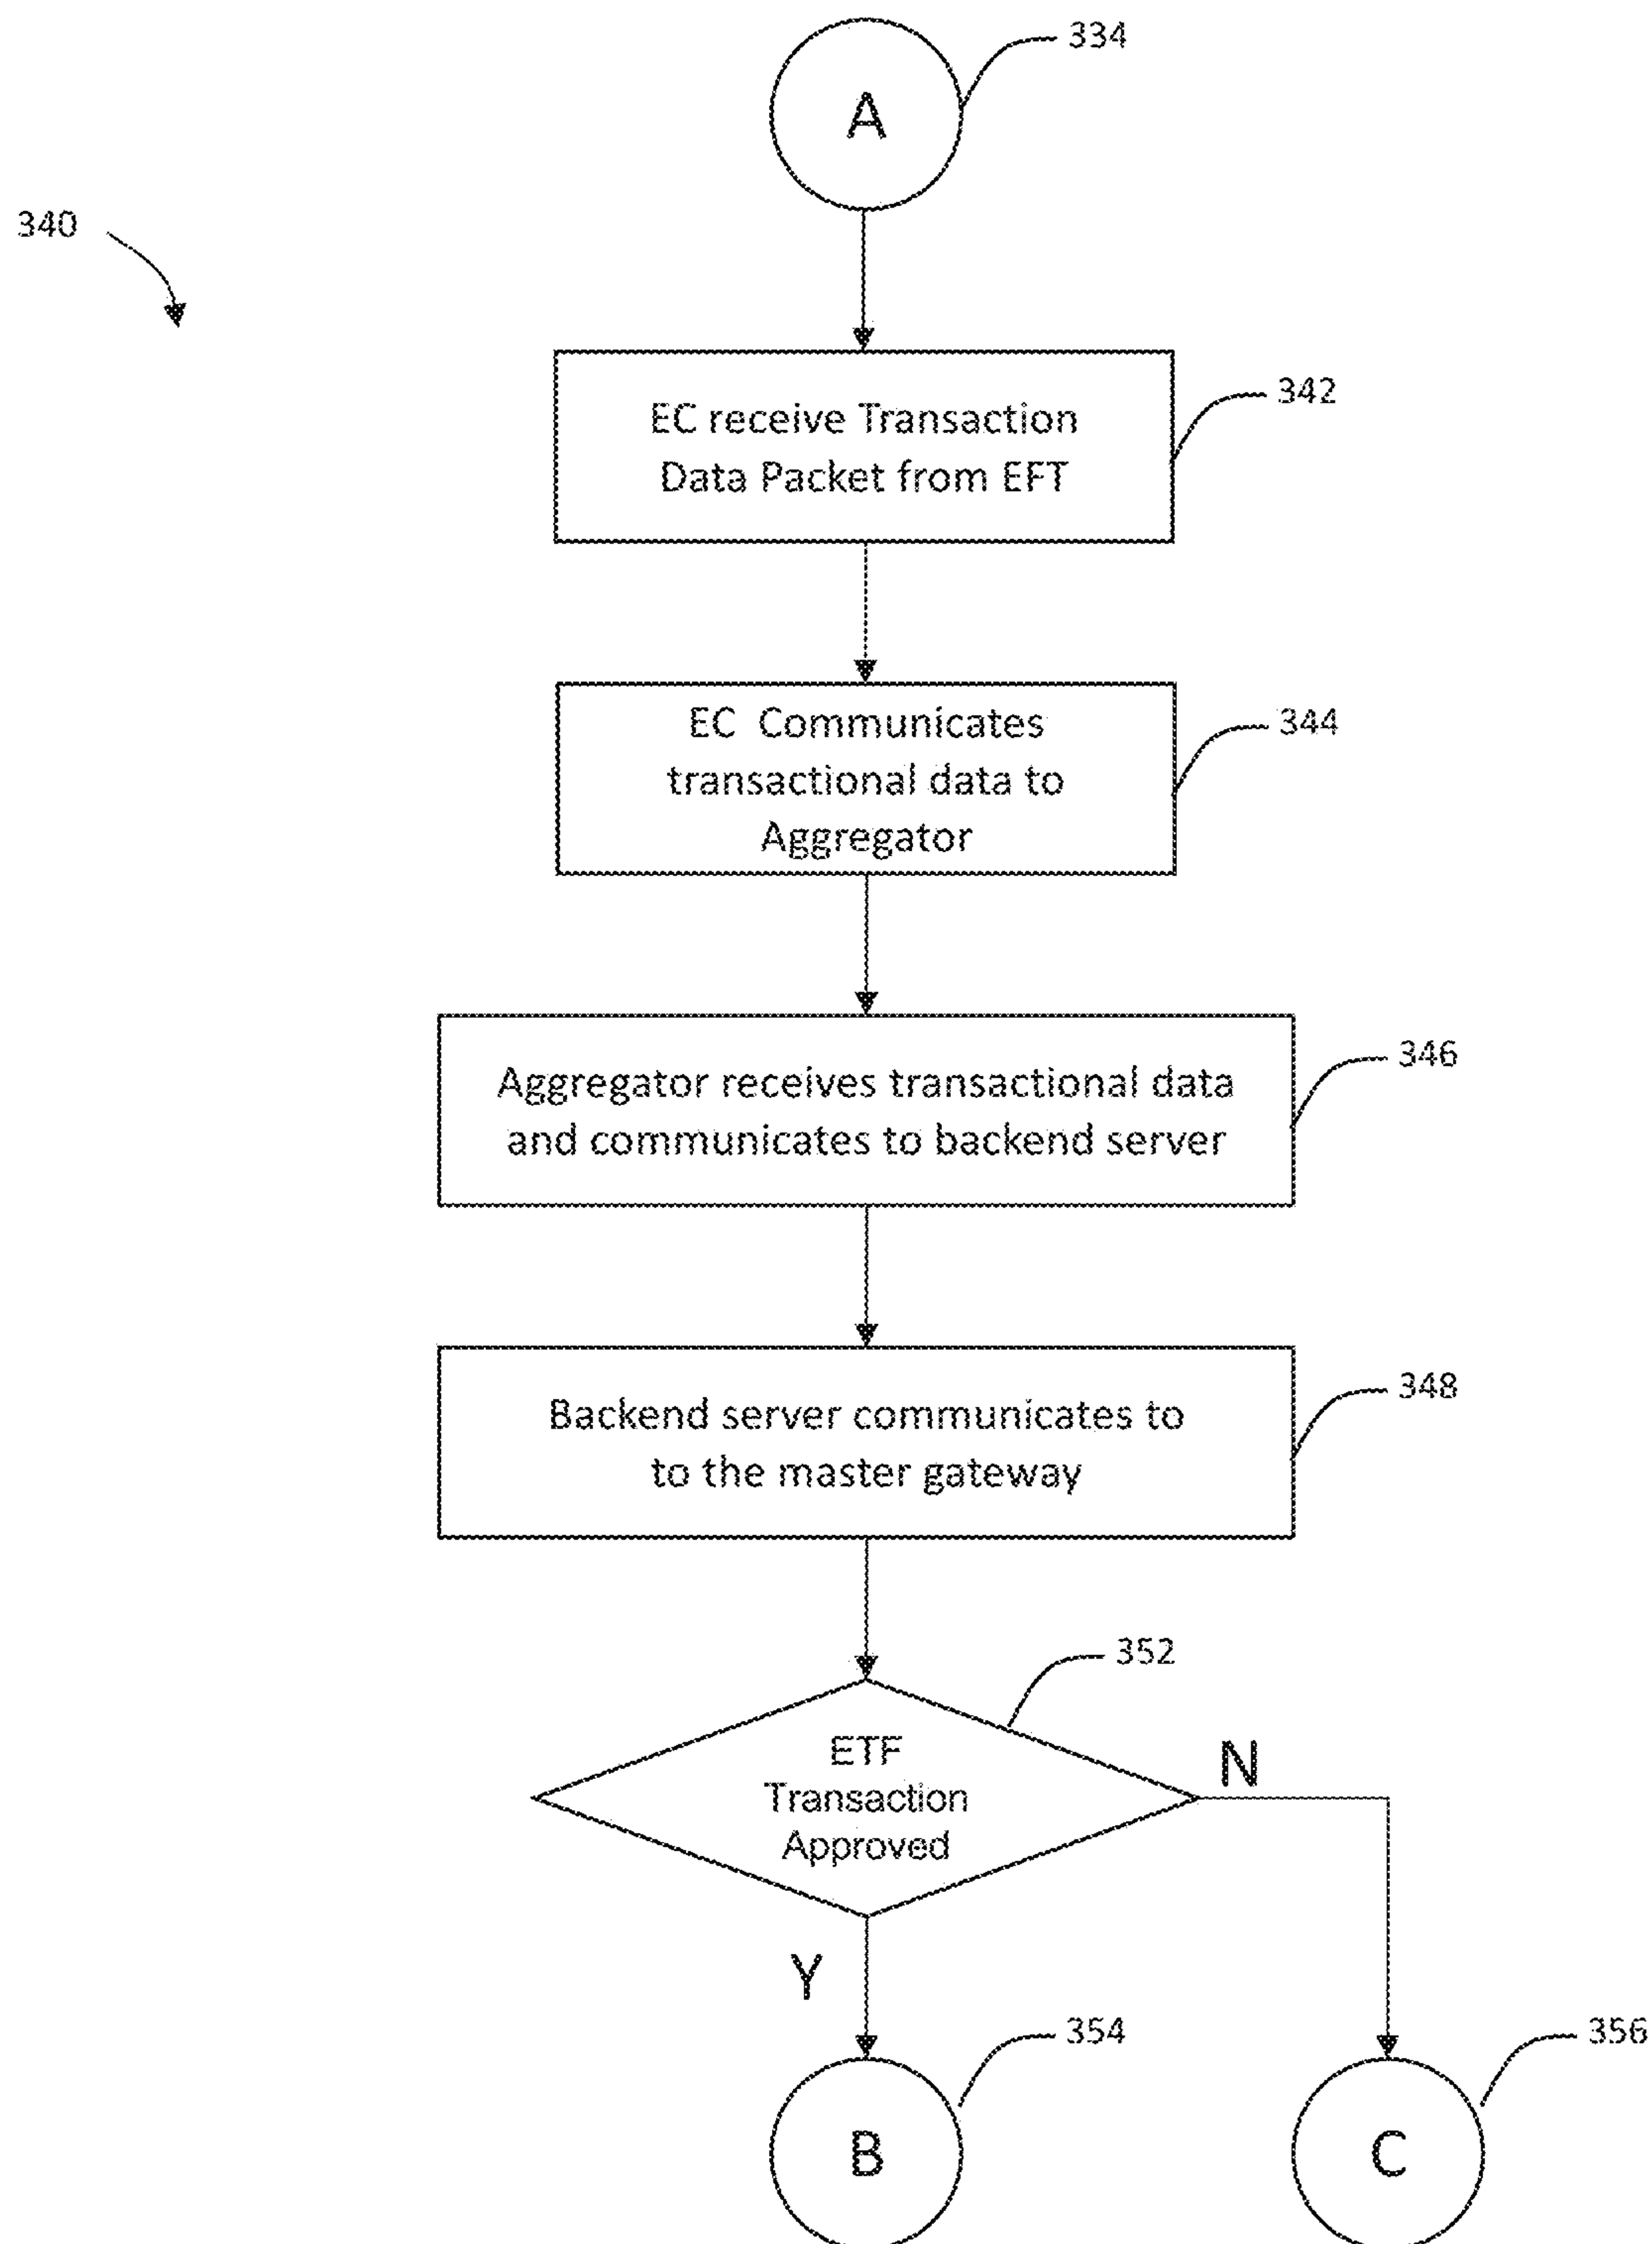 334
A
340
342
EC receive Transaction
Data Packet from EFT
344
EC Communicates
transactional data to
Aggregator
346
Aggregator receives transactional data
and communicates to backend server
348
Backend server communicates to
to the master gateway
352
ETF
Transaction
Approved
N
Y
354
356
B
C